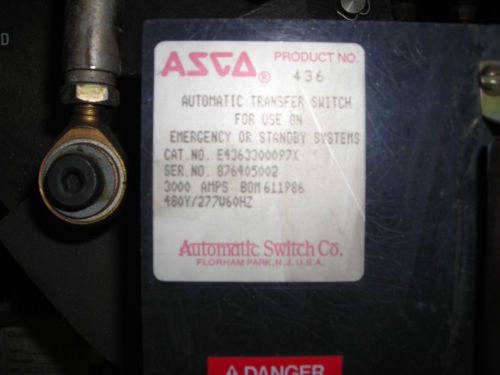 ASCO® PRODUCT NO.
436
AUTOMATIC TRANSFER SWITCH
FOR USE ON
EMERGENCY OR STANDBY SYSTEMS
CAT.NO. E4363300097X
SER.NO. 876405002
3000 AMPS BOM 611986
480Y/277V60HZ
Automatic Switch Co.
FLORHAM PARK, N.J. U.S.A.
DANGER